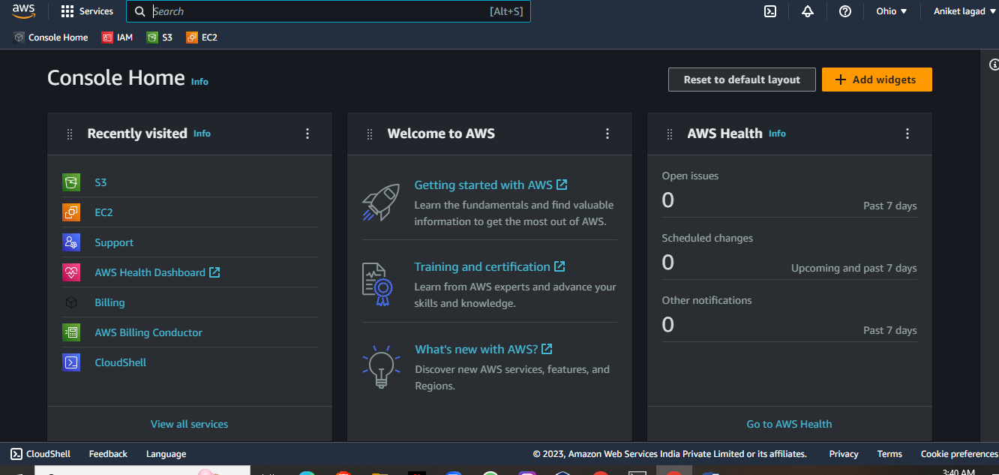 aws
Services
Search
[Alt+S]
Ohio ▼
Aniket lagad ▼
Console Home
IAM
S3
EC2
Console Home Info
Reset to default layout
+ Add widgets
Recently visited Info
S3
EC2
Support
AWS Health Dashboard
Billing
AWS Billing Conductor
CloudShell
View all services
Welcome to AWS
Getting started with AWS
Learn the fundamentals and find valuable
information to get the most out of AWS.
Training and certification
Learn from AWS experts and advance your
skills and knowledge.
What's new with AWS?
Discover new AWS services, features, and
Regions.
AWS Health Info
Open issues
0
Past 7 days
Scheduled changes
0
Upcoming and past 7 days
Other notifications
0
Past 7 days
Go to AWS Health
CloudShell
Feedback
Language
© 2023, Amazon Web Services India Private Limited or its affiliates.
Privacy
Terms
Cookie preferences
3:40 AM